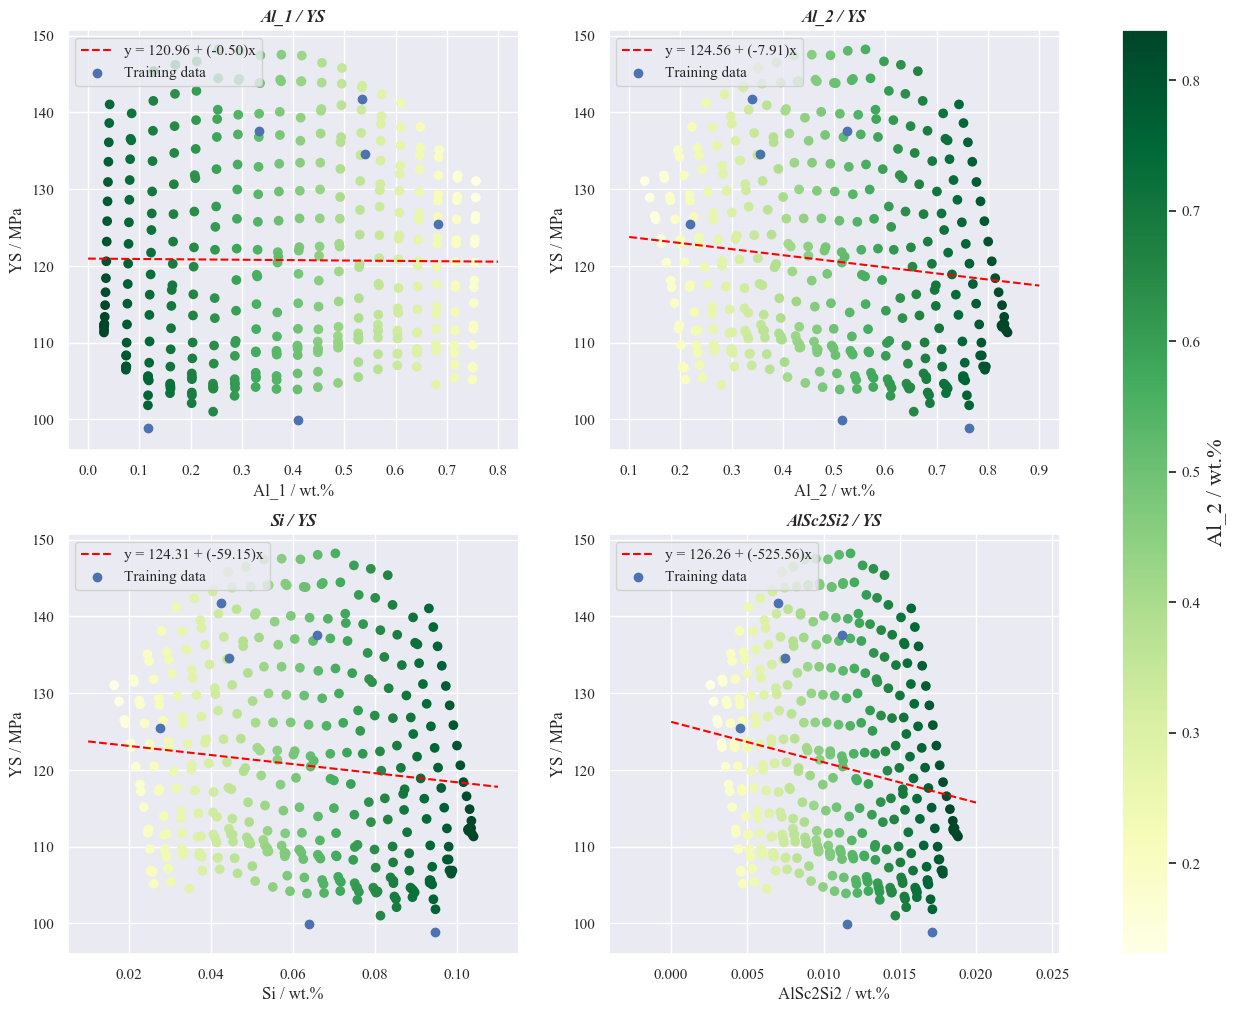 Al_1 / YS
y = 120.96 + (-0.50)x
Training data
YS / MPa
150
140
130
120
110
100
0.0 0.1 0.2 0.3 0.4 0.5 0.6 0.7 0.8
Al_1 / wt.%
Al_2 / YS
y = 124.56 + (-7.91)x
Training data
YS / MPa
150
140
130
120
110
100
0.1 0.2 0.3 0.4 0.5 0.6 0.7 0.8 0.9
Al_2 / wt.%
Si / YS
y = 124.31 + (-59.15)x
Training data
YS / MPa
150
140
130
120
110
100
0.02 0.04 0.06 0.08 0.10
Si / wt.%
AlSc2Si2 / YS
y = 126.26 + (-525.56)x
Training data
YS / MPa
150
140
130
120
110
100
0.000 0.005 0.010 0.015 0.020 0.025
AlSc2Si2 / wt.%
0.8
0.7
0.6
0.5
0.4
0.3
0.2
Al_2 / wt.%